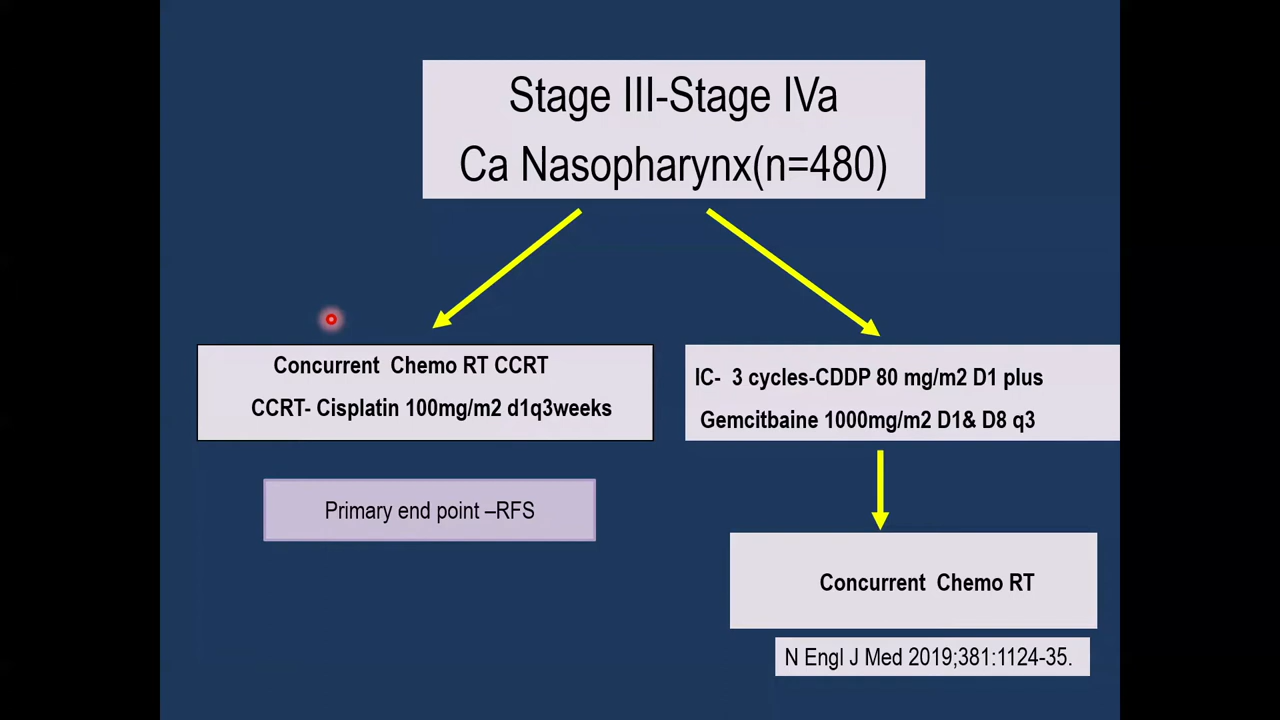 Stage III-Stage IVa
Ca Nasopharynx(n=480)
Concurrent Chemo RT CCRT
CCRT- Cisplatin 100mg/m2 d1q3weeks
IC- 3 cycles-CDDP 80 mg/m2 D1 plus
Gemcitbaine 1000mg/m2 D1& D8 q3
Primary end point –RFS
Concurrent Chemo RT
N Engl J Med 2019;381:1124-35.